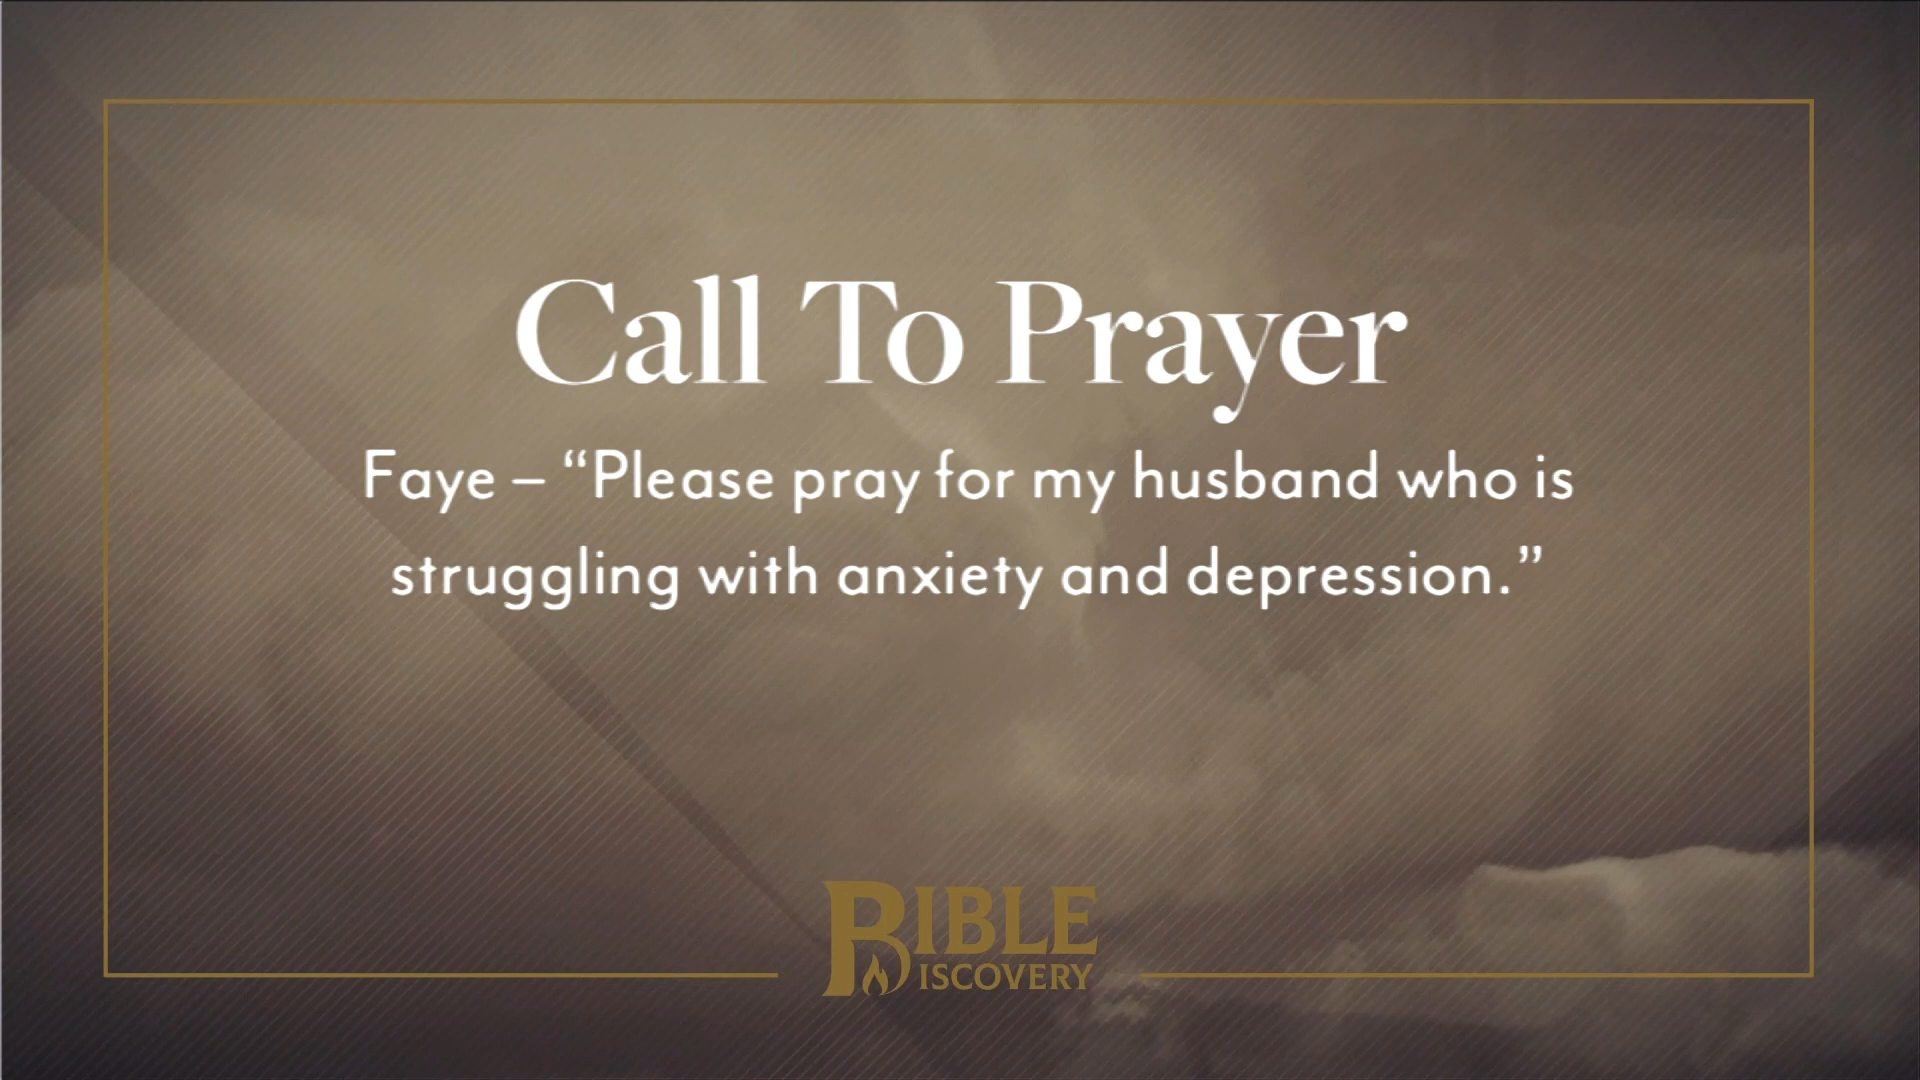 Call To Prayer
Faye – “Please pray for my husband who is
struggling with anxiety and depression.”
BIBLE
DISCOVERY